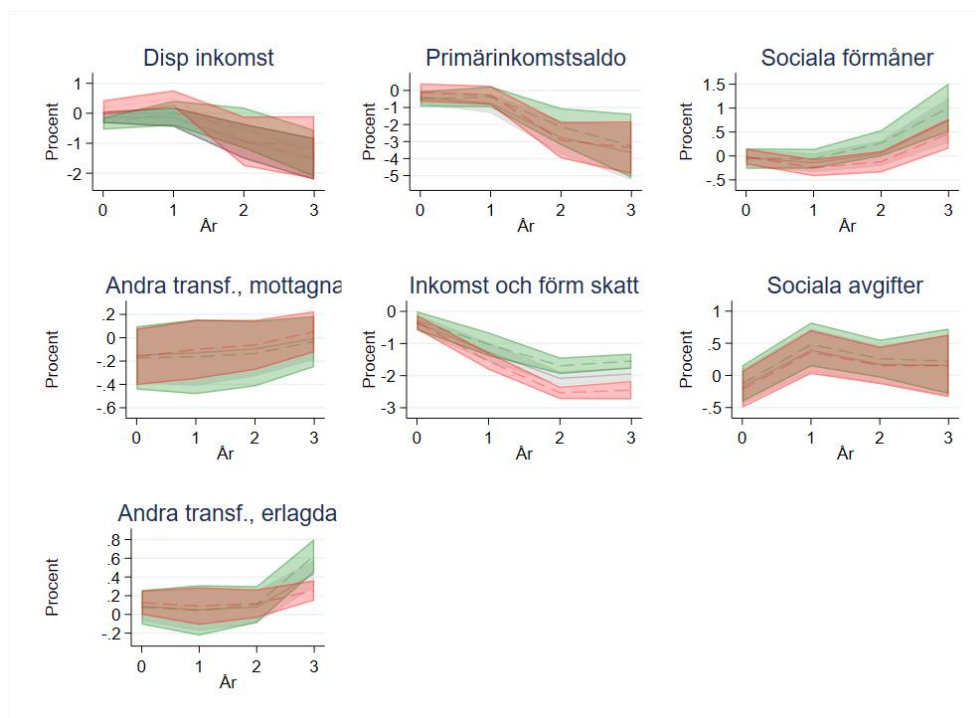 Disp inkomst
Procent
1
0
-1
-2
0 1 2 3
År
Primärinkomstsaldo
Procent
0
-1
-2
-3
-4
-5
0 1 2 3
År
Sociala förmåner
Procent
1.5
1
.5
0
-.5
0 1 2 3
År
Andra transf., mottagna
Procent
.2
0
-.2
-.4
-.6
0 1 2 3
År
Inkomst och förm skatt
Procent
0
-1
-2
-3
0 1 2 3
År
Sociala avgifter
Procent
1
.5
0
-.5
0 1 2 3
År
Andra transf., erlagda
Procent
.8
.6
.4
.2
0
-.2
0 1 2 3
År